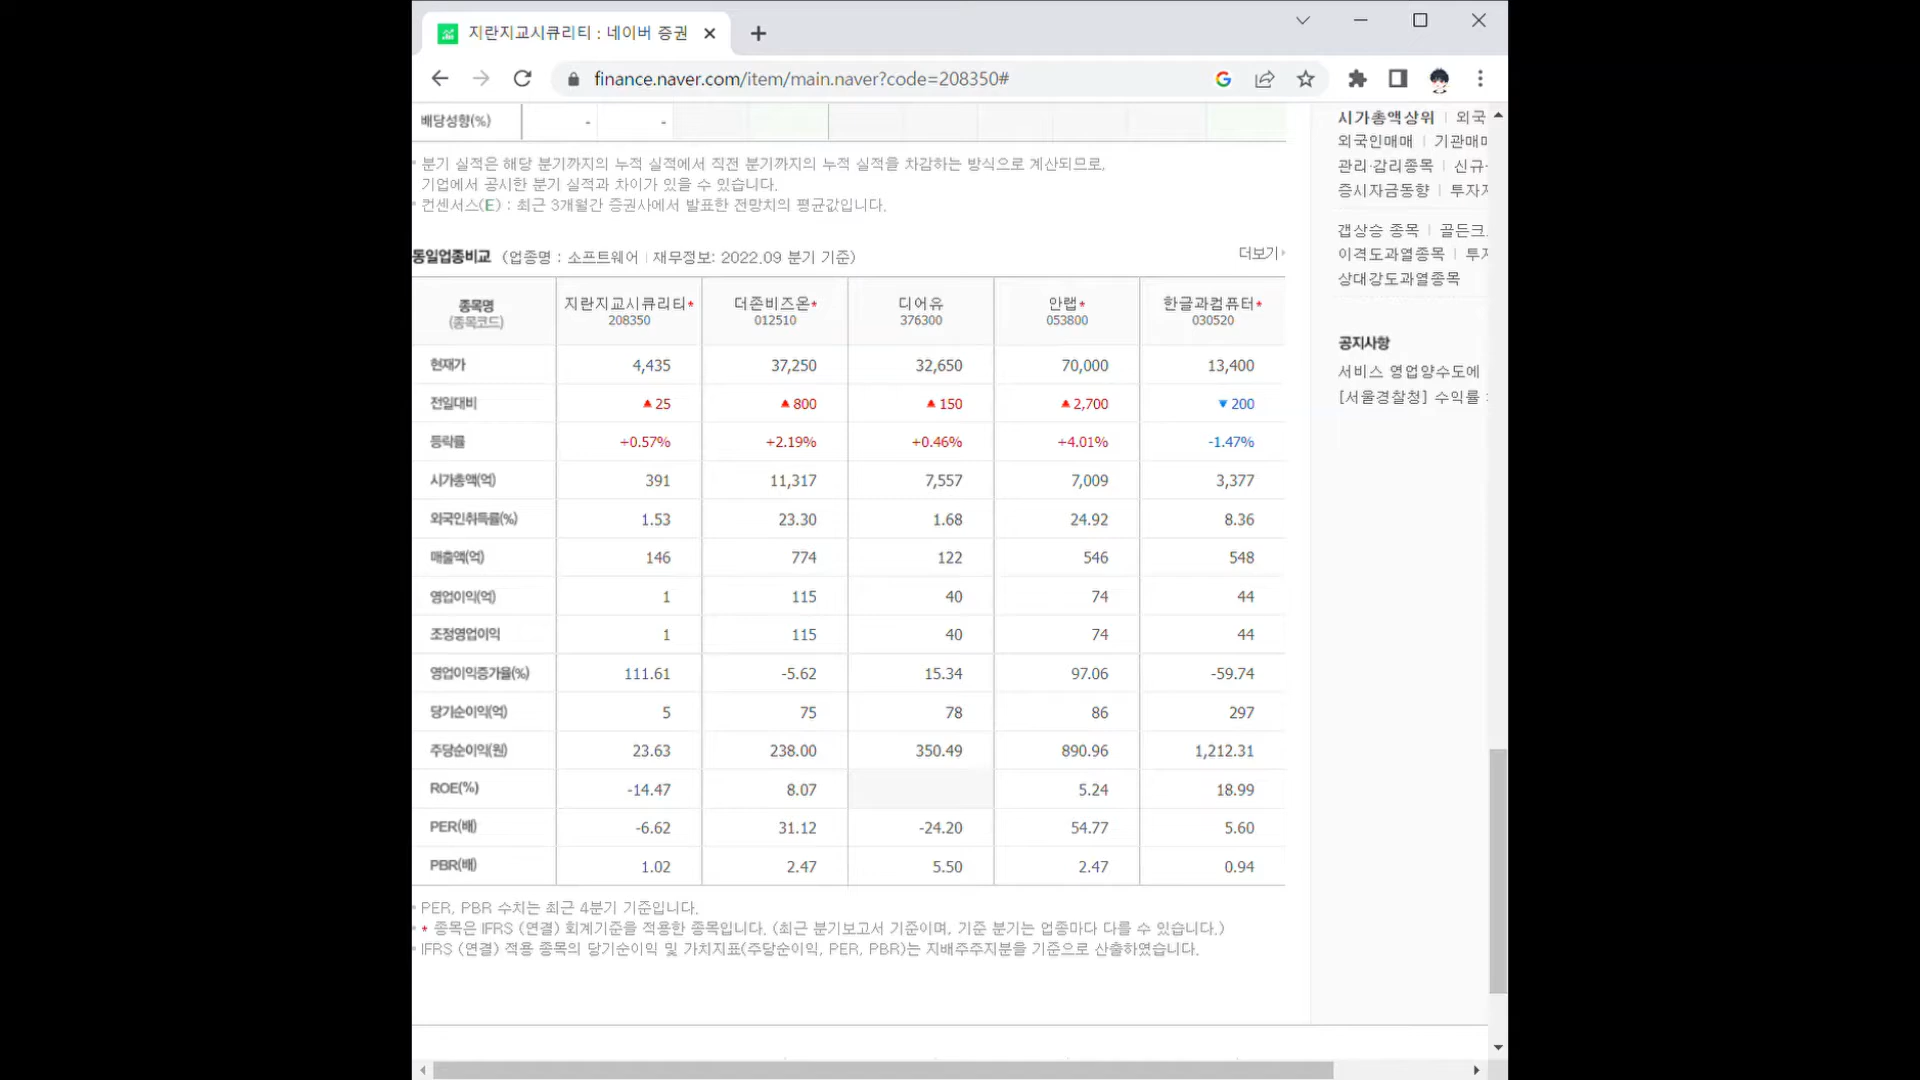 지란지교시큐리티 : 네이버 증권
finance.naver.com/item/main.naver?code=208350#
배당성향(%) - -
분기 실적은 해당 분기까지의 누적 실적에서 직전 분기까지의 누적 실적을 차감하는 방식으로 계산되므로,
기업에서 공시한 분기 실적과 차이가 있을 수 있습니다.
컨센서스(E) : 최근 3개월간 증권사에서 발표한 전망치의 평균값입니다.
동일업종비교 (업종명 : 소프트웨어 | 재무정보: 2022.09 분기 기준) 더보기
종목명 지란지교시큐리티* 더존비즈온* 디어유 안랩* 한글과컴퓨터*
(종목코드) 208350 012510 376300 053800 030520
현재가 4,435 37,250 32,650 70,000 13,400
전일대비 ▲25 ▲800 ▲150 ▲2,700 ▼200
등락률 +0.57% +2.19% +0.46% +4.01% -1.47%
시가총액(억) 391 11,317 7,557 7,009 3,377
외국인취득률(%) 1.53 23.30 1.68 24.92 8.36
매출액(억) 146 774 122 546 548
영업이익(억) 1 115 40 74 44
조정영업이익 1 115 40 74 44
영업이익증가율(%) 111.61 -5.62 15.34 97.06 -59.74
당기순이익(억) 5 75 78 86 297
주당순이익(원) 23.63 238.00 350.49 890.96 1,212.31
ROE(%) -14.47 8.07 5.24 18.99
PER(배) -6.62 31.12 -24.20 54.77 5.60
PBR(배) 1.02 2.47 5.50 2.47 0.94
PER, PBR 수치는 최근 4분기 기준입니다.
* 종목은 IFRS (연결) 회계기준을 적용한 종목입니다. (최근 분기보고서 기준이며, 기준 분기는 업종마다 다를 수 있습니다.)
IFRS (연결) 적용 종목의 당기순이익 및 가치지표(주당순이익, PER, PBR)는 지배주주지분을 기준으로 산출하였습니다.
시가총액상위 | 외국
외국인매매 | 기관매매
관리·감리종목 | 신규
증시자금동향 | 투자
갭상승 종목 | 골든크
이격도과열종목 | 투
상대강도과열종목
공지사항
서비스 영업양수도에
[서울경찰청] 수익률